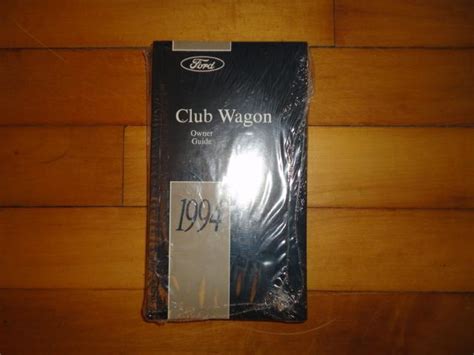 Ford
Club Wagon
Owner
Guide
1994